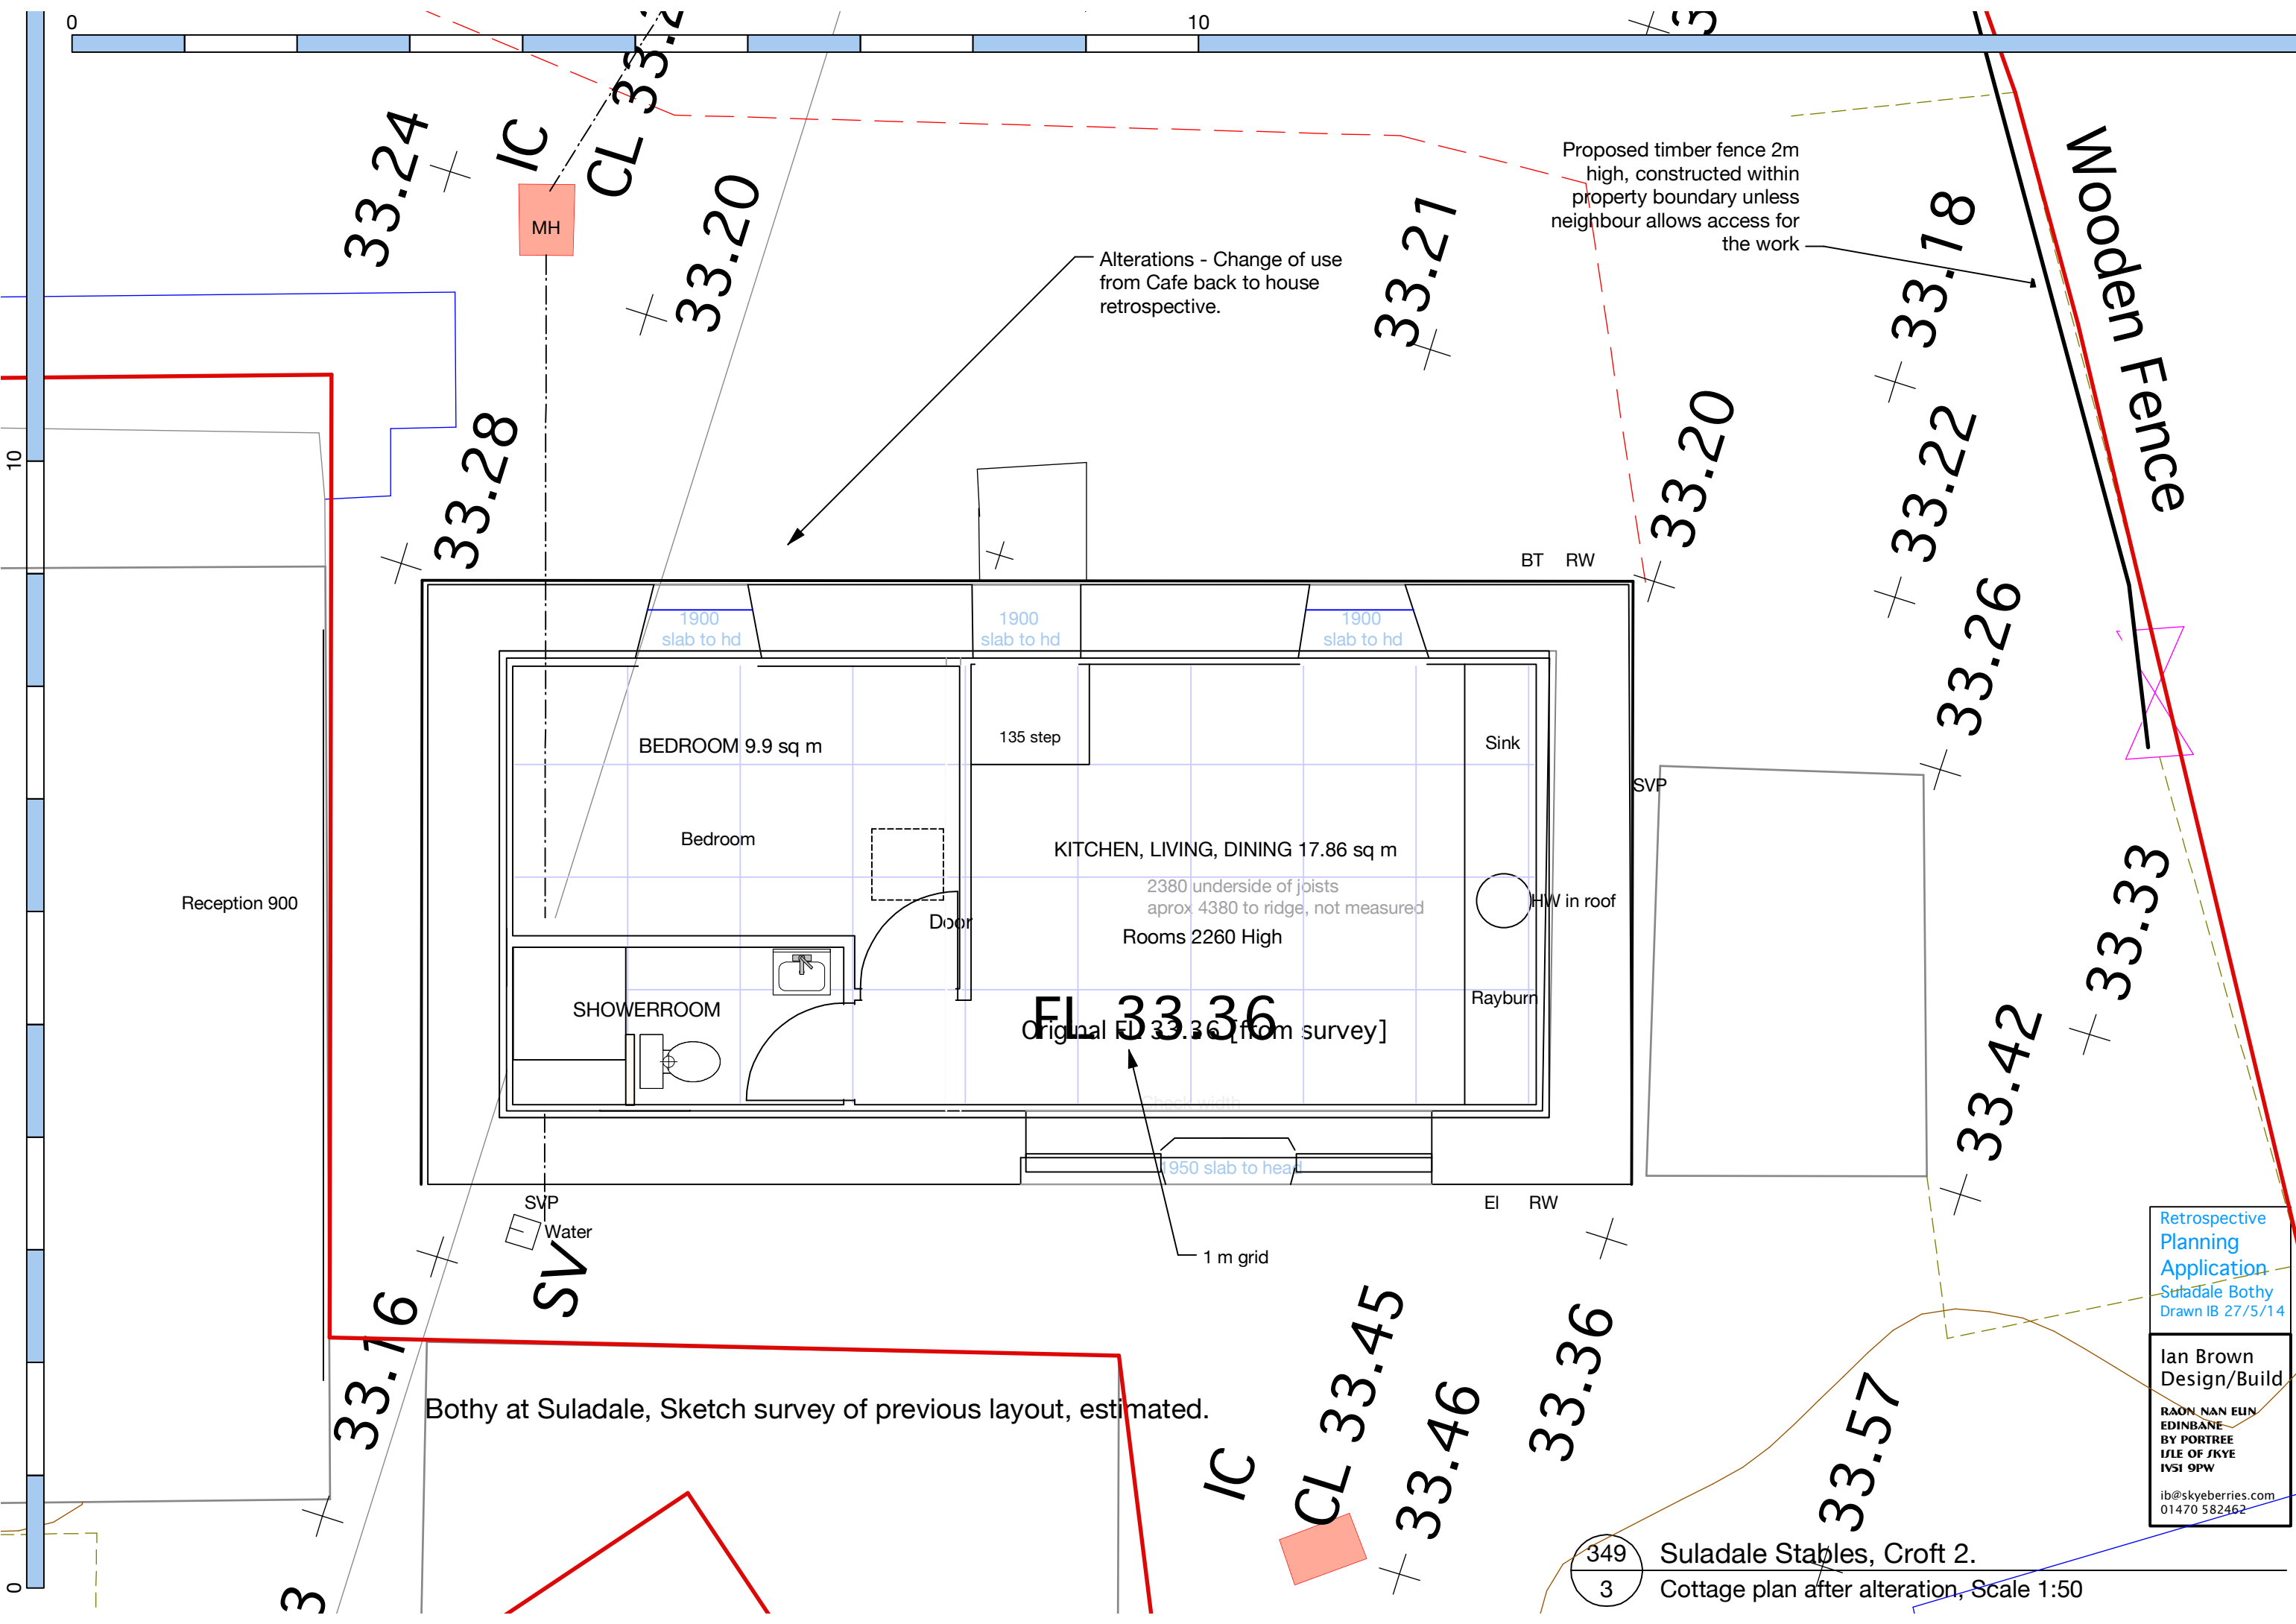 0
10
33.24
IC
CL 33.2
33.20
MH
Alterations - Change of use
from Cafe back to house
retrospective.
33.21
Proposed timber fence 2m
high, constructed within
property boundary unless
neighbour allows access for
the work
33.18
Wooden Fence
10
33.28
33.20
33.22
BT RW
33.26
1900
slab to hd
1900
slab to hd
1900
slab to hd
BEDROOM 9.9 sq m
135 step
Sink
SVP
Bedroom
KITCHEN, LIVING, DINING 17.86 sq m
2380 underside of joists
aprox 4380 to ridge, not measured
Rooms 2260 High
HW in roof
Reception 900
Door
33.33
SHOWERROOM
FL 33.36
Original FL 33.36 [from survey]
Rayburn
33.42
Check width
1950 slab to head
SVP
Water
SV
El RW
1 m grid
33.16
Bothy at Suladale, Sketch survey of previous layout, estimated.
IC
CL 33.45
33.46
33.36
33.57
Retrospective
Planning
Application
Suladale Bothy
Drawn IB 27/5/14
Ian Brown
Design/Build
RAON NAN EUN
EDINBANE
BY PORTREE
ISLE OF SKYE
IV51 9PW
ib@skyeberries.com
01470 582462
0
3
349
Suladale Stables, Croft 2.
3
Cottage plan after alteration, Scale 1:50